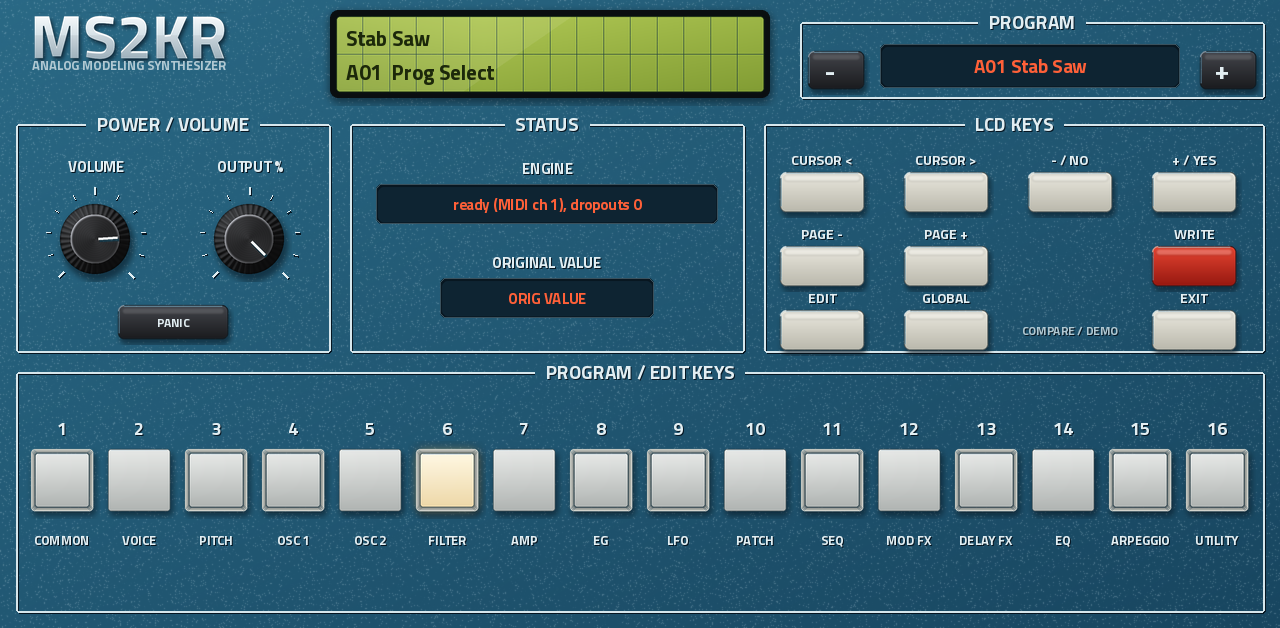 MS2KR
ANALOG MODELING SYNTHESIZER
Stab Saw
A01 Prog Select
PROGRAM
-
A01 Stab Saw
+
POWER / VOLUME
VOLUME
OUTPUT %
PANIC
STATUS
ENGINE
ready (MIDI ch 1), dropouts 0
ORIGINAL VALUE
ORIG VALUE
LCD KEYS
CURSOR <
CURSOR >
- / NO
+ / YES
PAGE -
PAGE +
WRITE
EDIT
GLOBAL
COMPARE / DEMO
EXIT
PROGRAM / EDIT KEYS
1 2 3 4 5 6 7 8 9 10 11 12 13 14 15 16
COMMON VOICE PITCH OSC 1 OSC 2 FILTER AMP EG LFO PATCH SEQ MOD FX DELAY FX EQ ARPEGGIO UTILITY